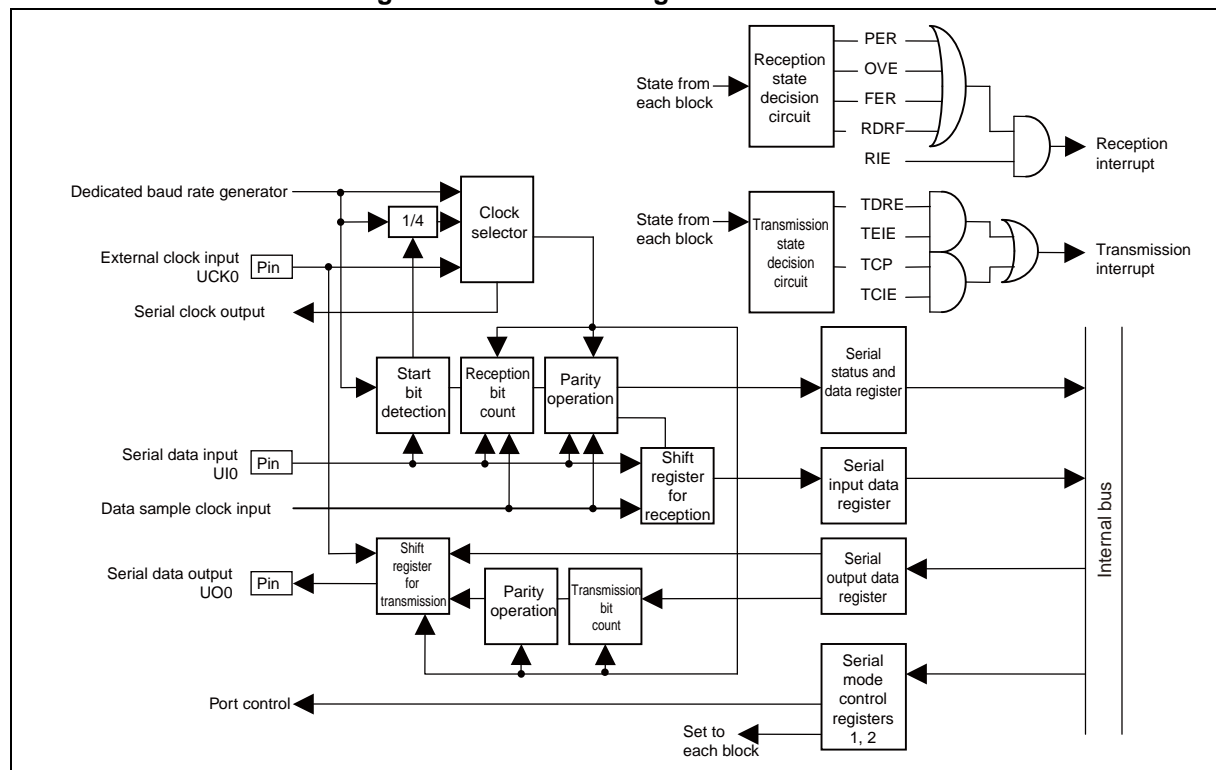 PER
Reception
state
decision
circuit
OVE
State from
each block
FER
RDRF
RIE
Reception
interrupt
Dedicated baud rate generator
1/4
Clock
selector
State from
each block
Transmission
state
decision
circuit
TDRE
TEIE
TCP
TCIE
Transmission
interrupt
External clock input
UCK0
Pin
Serial clock output
Start
bit
detection
Reception
bit
count
Parity
operation
Serial
status and
data register
Serial data input
UI0
Pin
Shift
register
for
reception
Serial
input data
register
Data sample clock input
Internal bus
Serial data output
UO0
Pin
Shift
register
for
transmission
Parity
operation
Transmission
bit
count
Serial
output data
register
Port control
Serial
mode
control
registers
1, 2
Set to
each block